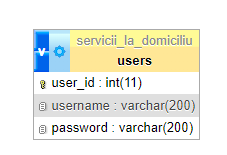 servicii_la_domiciliu
v users
user_id : int(11)
username : varchar(200)
password : varchar(200)